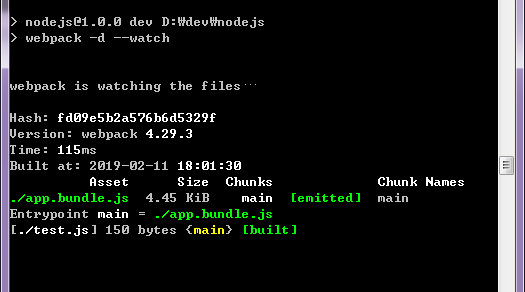 > nodejs@1.0.0 dev D:₩dev₩nodejs
> webpack -d --watch
webpack is watching the files…
Hash: fd09e5b2a576b6d5329f
Version: webpack 4.29.3
Time: 115ms
Built at: 2019-02-11 18:01:30
Asset Size Chunks Chunk Names
./app.bundle.js 4.45 KiB main [emitted] main
Entrypoint main = ./app.bundle.js
[./test.js] 150 bytes {main} [built]